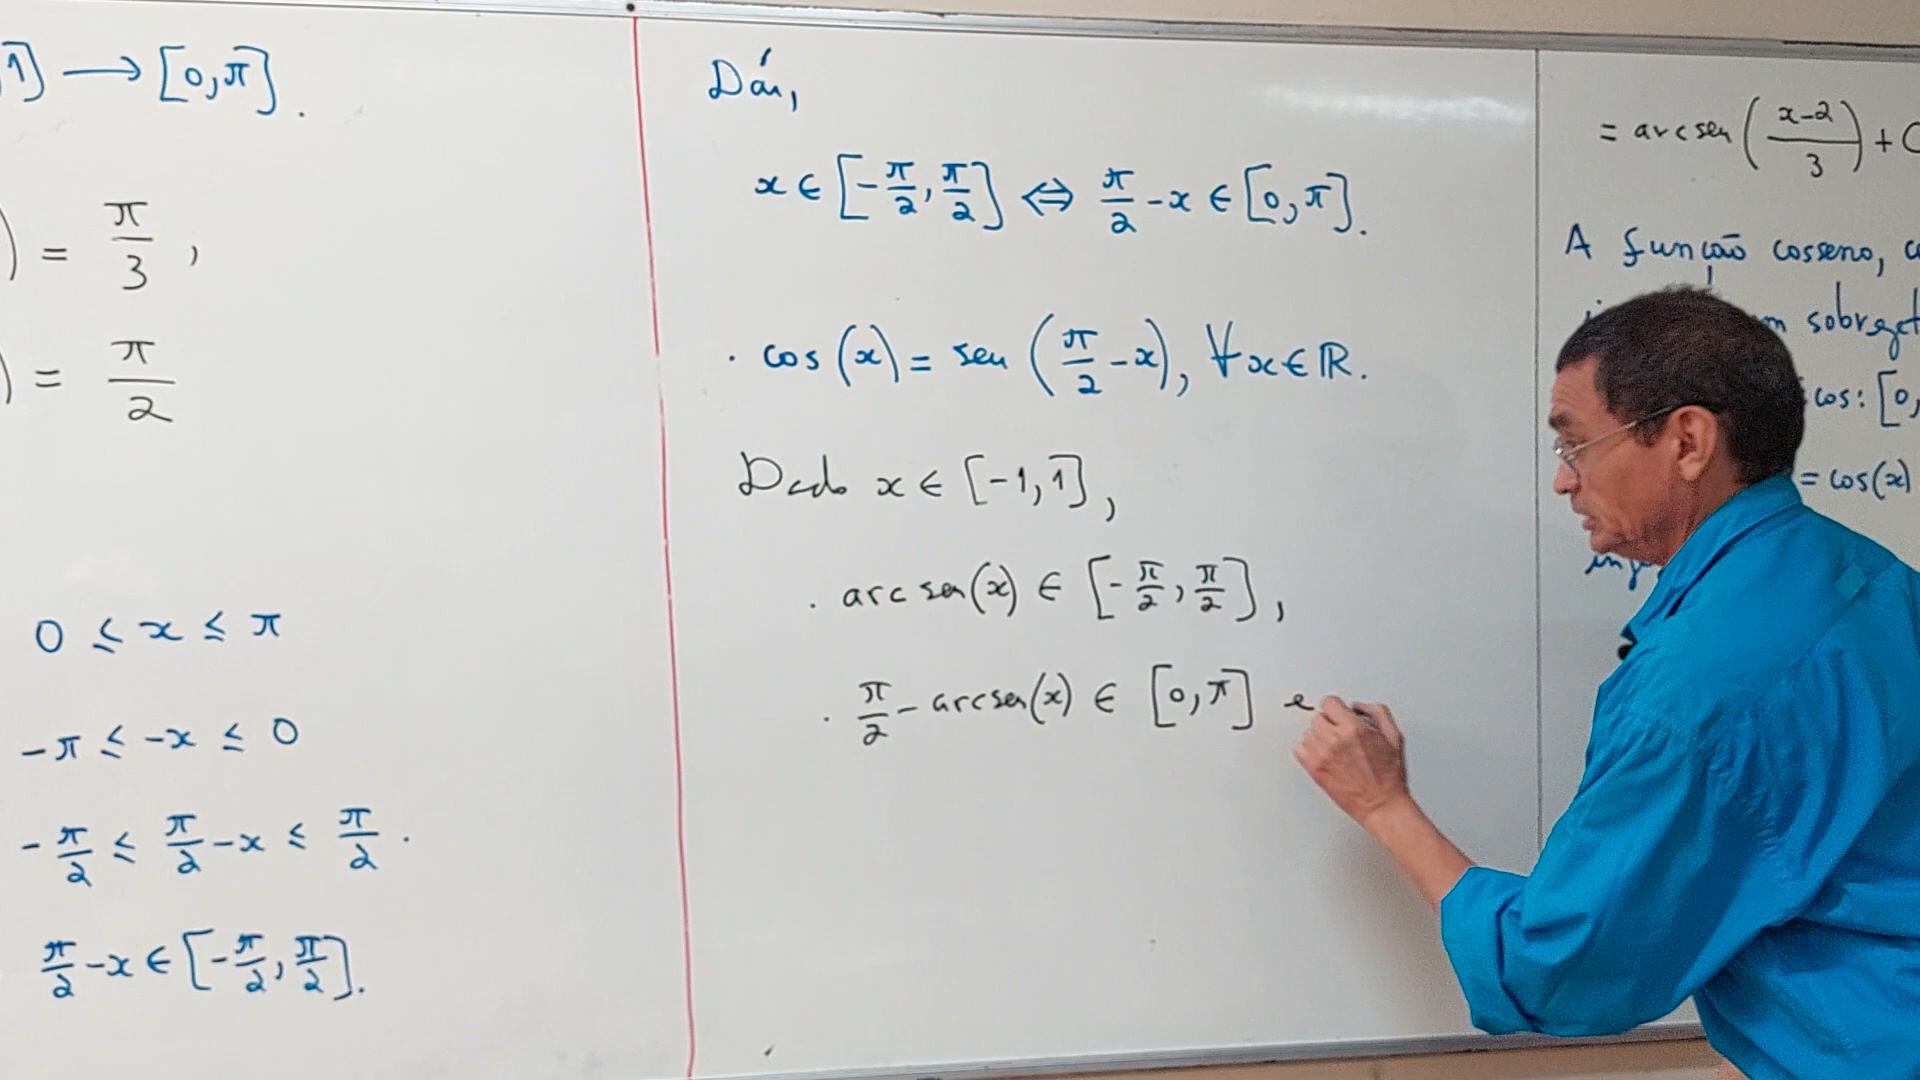 1] → [0, π].
) = π/3 ,
) = π/2
0 ≤ x ≤ π
-π ≤ -x ≤ 0
-π/2 ≤ π/2 - x ≤ π/2 .
π/2 - x ∈ [-π/2, π/2].
Daí,
x ∈ [-π/2, π/2] ⇔ π/2 - x ∈ [0, π].
· cos(x) = sen(π/2 - x), ∀x ∈ ℝ.
Dado x ∈ [-1, 1],
· arcsen(x) ∈ [-π/2, π/2],
· π/2 - arcsen(x) ∈ [0, π] e
= arcsen((x-2)/3) + C
A função cosseno,
sobrejet
cos: [0,
= cos(x)